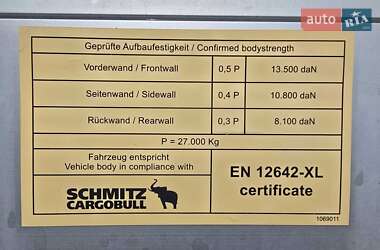 auto RIA
Geprüfte Aufbaufestigkeit / Confirmed bodystrength
Vorderwand / Frontwall 0,5 P 13.500 daN
Seitenwand / Sidewall 0,4 P 10.800 daN
Rückwand / Rearwall 0,3 P 8.100 daN
P = 27.000 Kg
Fahrzeug entspricht
Vehicle body in compliance with
SCHMITZ
CARGOBULL
EN 12642-XL
certificate
1069011